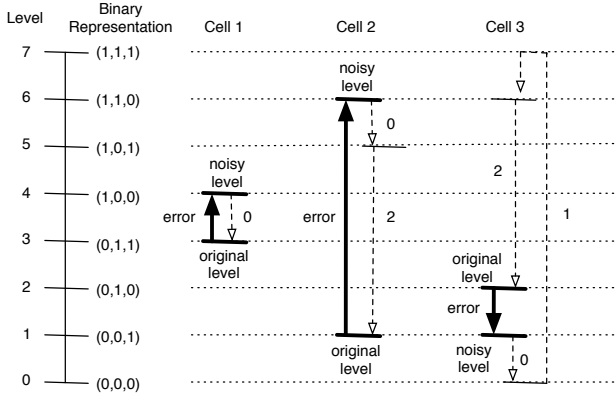 Level
Binary
Representation
Cell 1
Cell 2
Cell 3
7
(1,1,1)
6
(1,1,0)
5
(1,0,1)
4
(1,0,0)
3
(0,1,1)
2
(0,1,0)
1
(0,0,1)
0
(0,0,0)
noisy
level
error
0
original
level
noisy
level
0
error
2
original
level
2
1
original
level
error
noisy
level
0